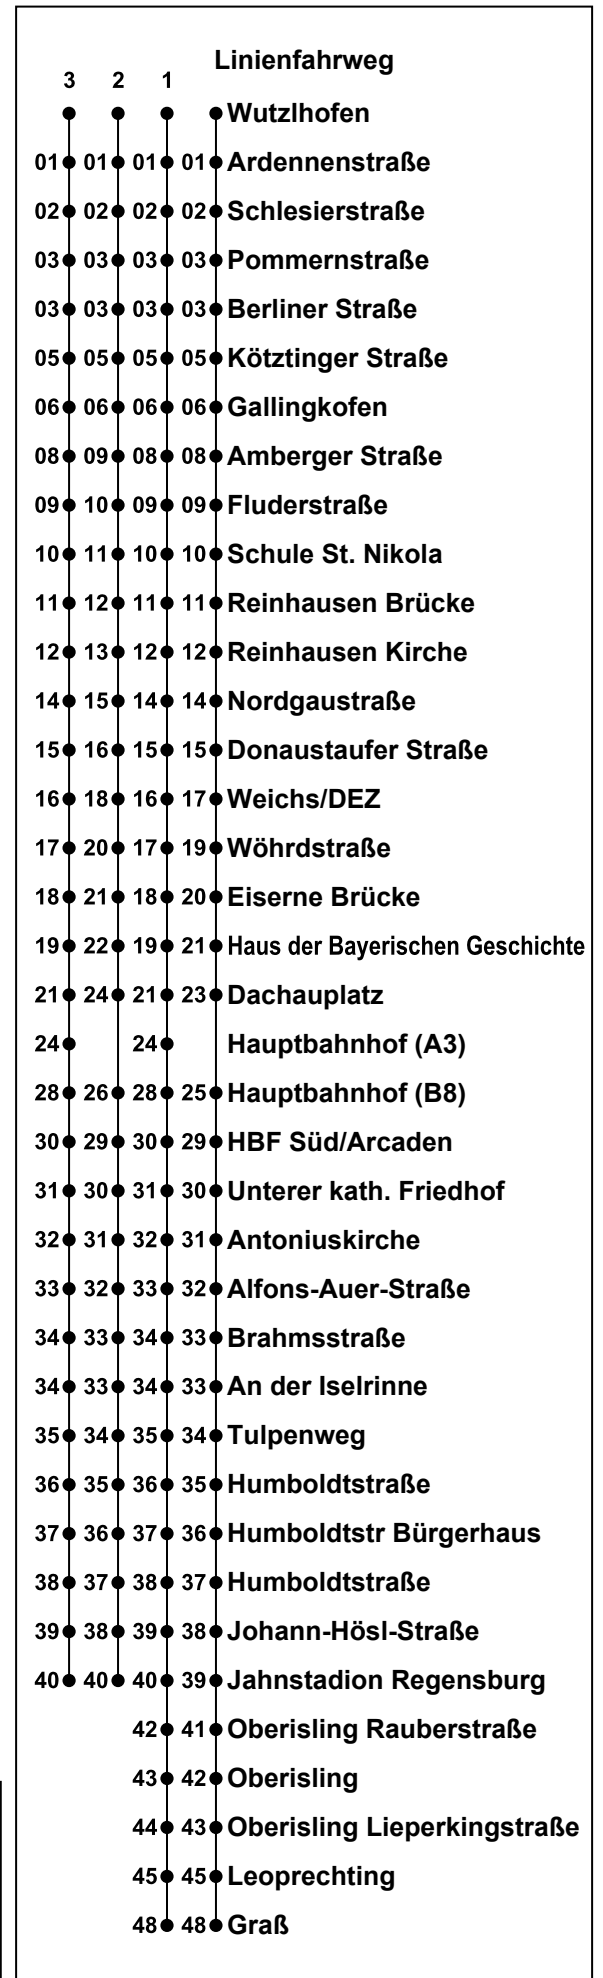 Linienfahrweg
3 2 1
Wutzlhofen
01 01 01 01 Ardennenstraße
02 02 02 02 Schlesierstraße
03 03 03 03 Pommernstraße
03 03 03 03 Berliner Straße
05 05 05 05 Kötztinger Straße
06 06 06 06 Gallingkofen
08 09 08 08 Amberger Straße
09 10 09 09 Fluderstraße
10 11 10 10 Schule St. Nikola
11 12 11 11 Reinhausen Brücke
12 13 12 12 Reinhausen Kirche
14 15 14 14 Nordgaustraße
15 16 15 15 Donaustaufer Straße
16 18 16 17 Weichs/DEZ
17 20 17 19 Wöhrdstraße
18 21 18 20 Eiserne Brücke
19 22 19 21 Haus der Bayerischen Geschichte
21 24 21 23 Dachauplatz
24 24 Hauptbahnhof (A3)
28 26 28 25 Hauptbahnhof (B8)
30 29 30 29 HBF Süd/Arcaden
31 30 31 30 Unterer kath. Friedhof
32 31 32 31 Antoniuskirche
33 32 33 32 Alfons-Auer-Straße
34 33 34 33 Brahmsstraße
34 33 34 33 An der Iselrinne
35 34 35 34 Tulpenweg
36 35 36 35 Humboldtstraße
37 36 37 36 Humboldtstr Bürgerhaus
38 37 38 37 Humboldtstraße
39 38 39 38 Johann-Hösl-Straße
40 40 40 39 Jahnstadion Regensburg
42 41 Oberisling Rauberstraße
43 42 Oberisling
44 43 Oberisling Lieperkingstraße
45 45 Leoprechting
48 48 Graß